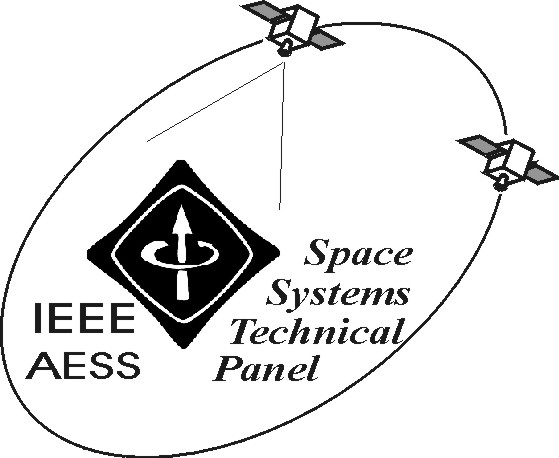 IEEE
AESS
Space
Systems
Technical
Panel